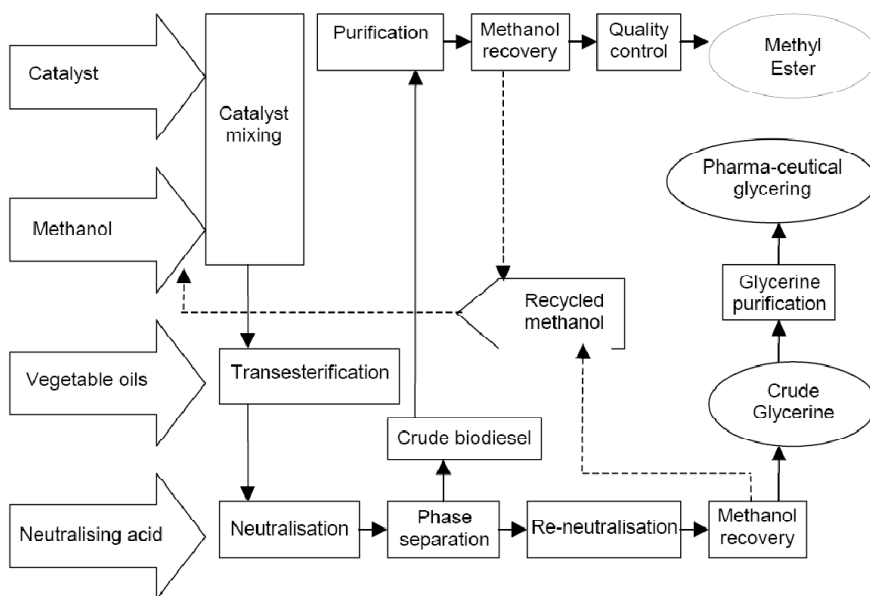 Purification
Methanol
recovery
Quality
control
Methyl
Ester
Catalyst
Catalyst
mixing
Pharma-ceutical
glycering
Methanol
Recycled
methanol
Glycerine
purification
Vegetable oils
Transesterification
Crude
Glycerine
Crude biodiesel
Neutralising acid
Neutralisation
Phase
separation
Re-neutralisation
Methanol
recovery